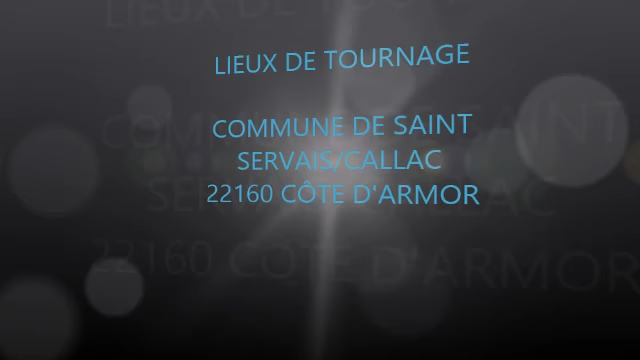 LIEUX DE TOURNAGE
COMMUNE DE SAINT
SERVAIS/CALLAC
22160 CÔTE D'ARMOR